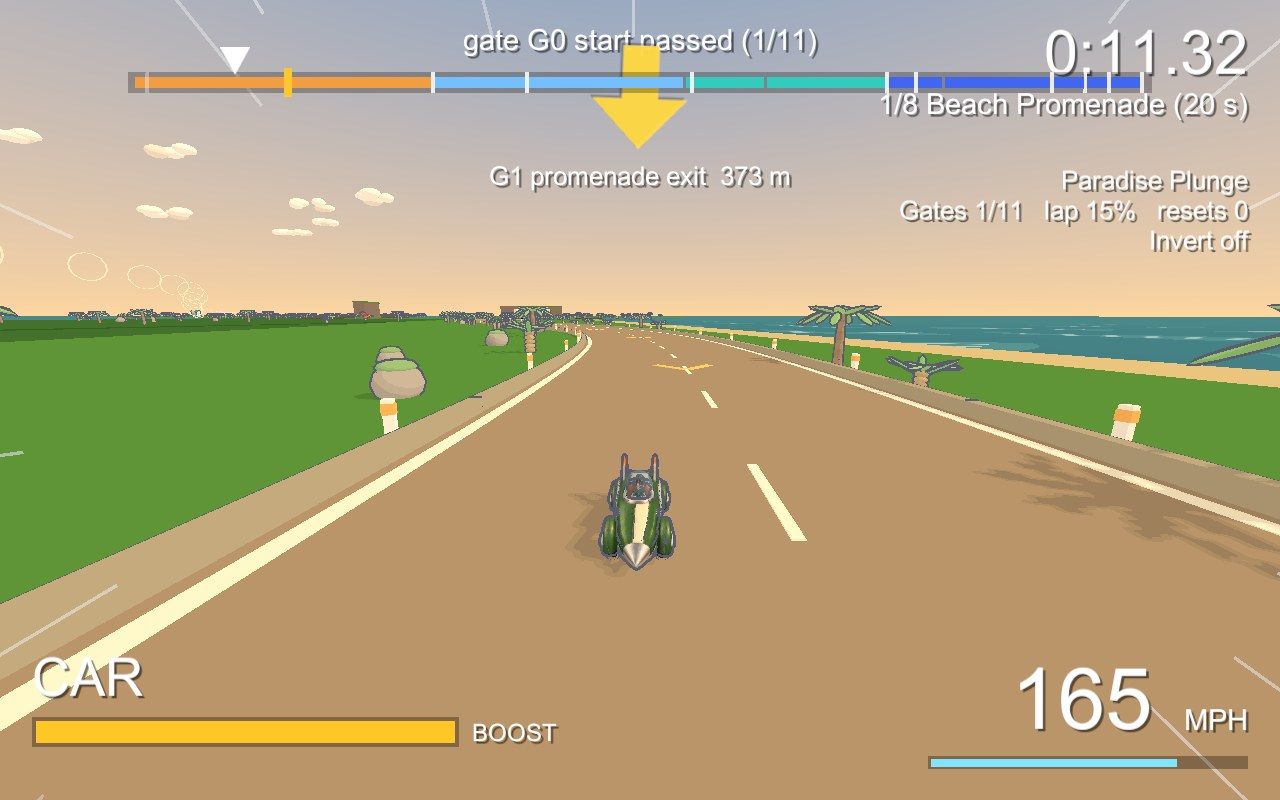 gate G0 start passed (1/11)
0:11.32
1/8 Beach Promenade (20 s)
G1 promenade exit 373 m
Paradise Plunge
Gates 1/11 lap 15% resets 0
Invert off
CAR
BOOST
165 MPH